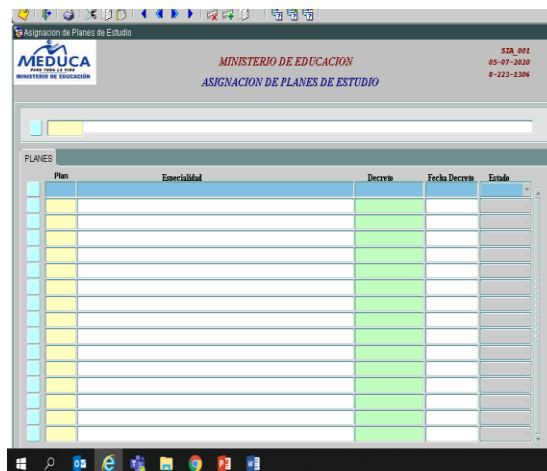 Asignacion de Planes de Estudio
MEDUCA
PARA TODA LA VIDA
MINISTERIO DE EDUCACIÓN
MINISTERIO DE EDUCACION
ASIGNACION DE PLANES DE ESTUDIO
SIA_001
05-07-2020
8-223-1306
PLANES
Plan Especialidad Decreto Fecha Decreto Estado